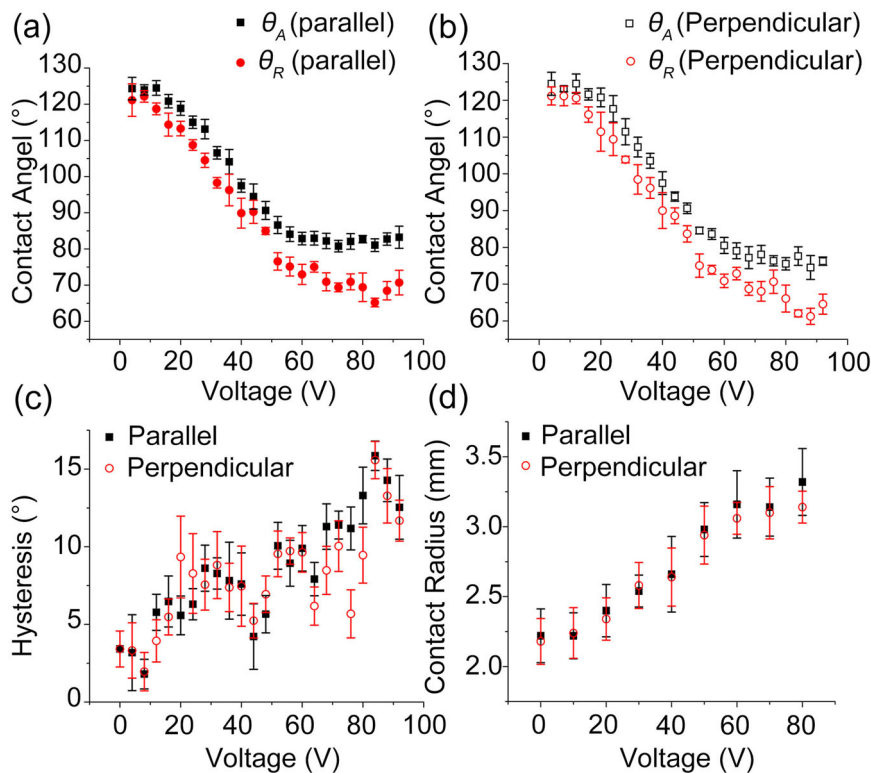 (a)
■ θA (parallel)
● θR (parallel)
130
120
110
100
90
80
70
60
Contact Angel (°)
0 20 40 60 80 100
Voltage (V)
(b)
□ θA (Perpendicular)
○ θR (Perpendicular)
130
120
110
100
90
80
70
60
Contact Angel (°)
0 20 40 60 80 100
Voltage (V)
(c)
■ Parallel
○ Perpendicular
15
10
5
0
Hysteresis (°)
0 20 40 60 80 100
Voltage (V)
(d)
■ Parallel
○ Perpendicular
3.5
3.0
2.5
2.0
Contact Radius (mm)
0 20 40 60 80
Voltage (V)